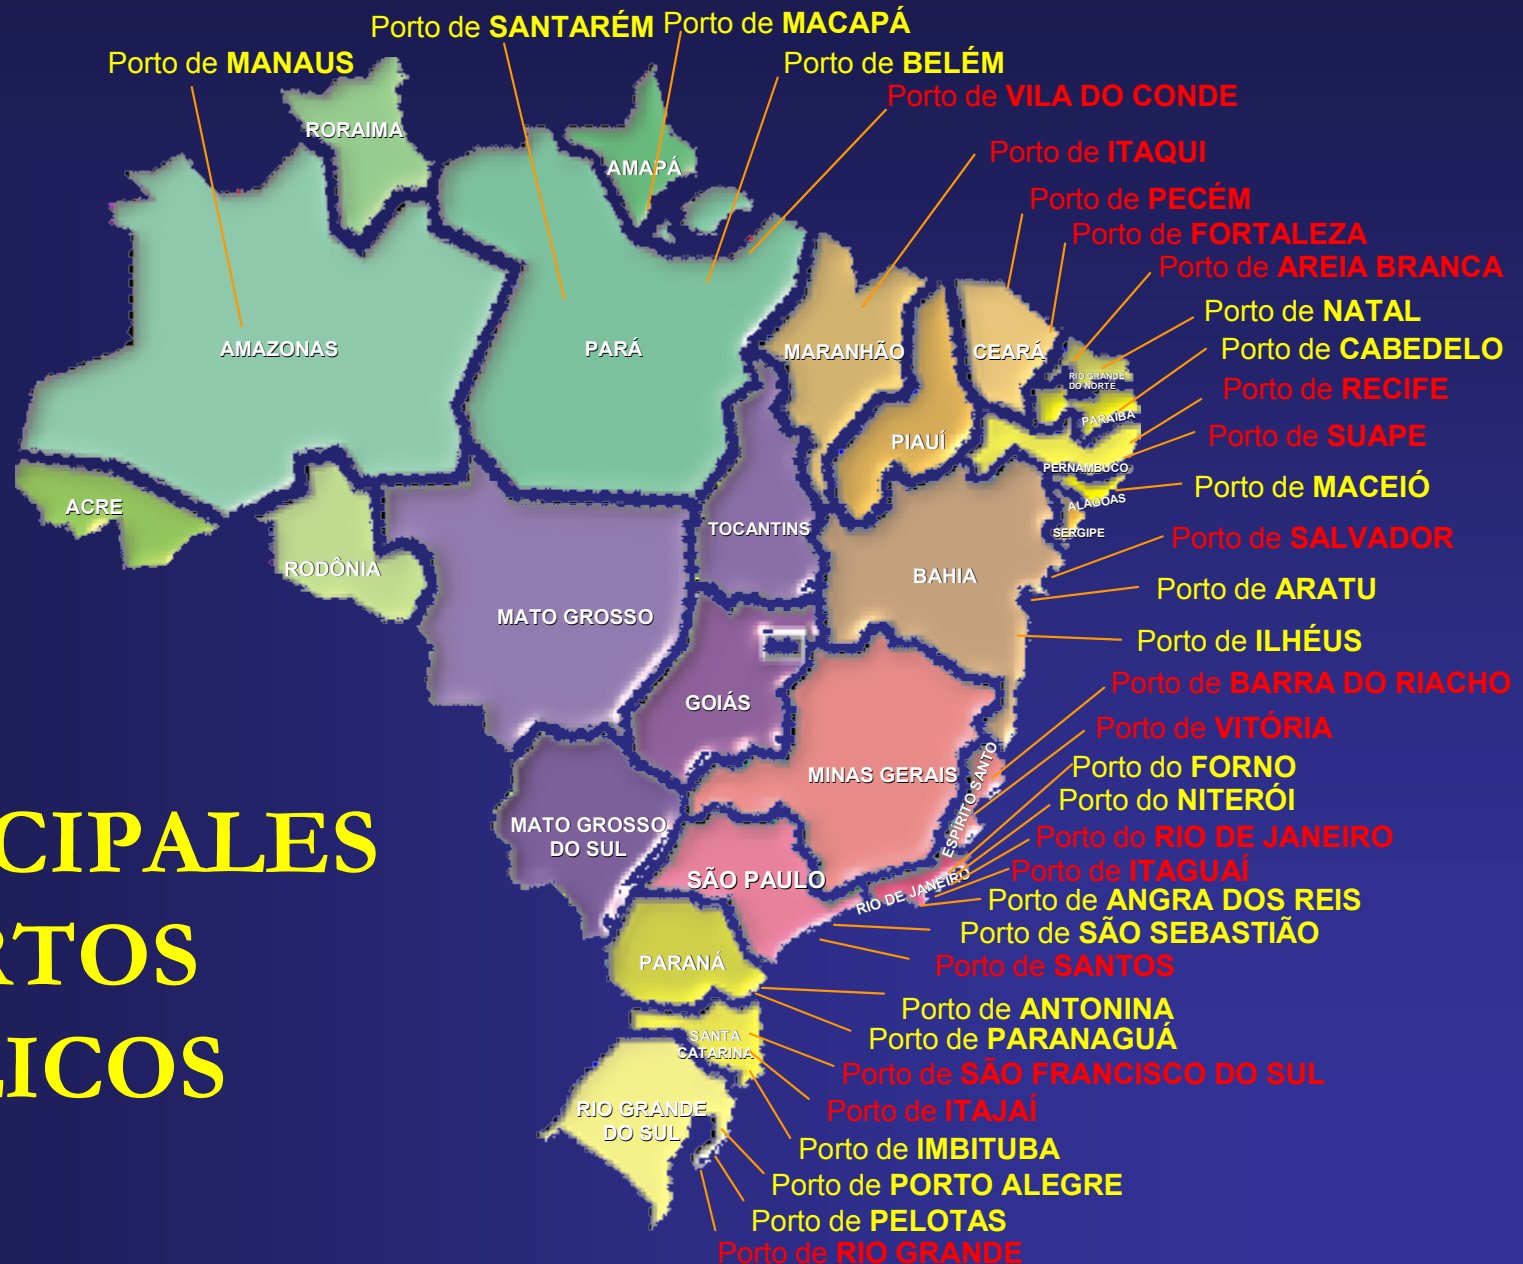 Porto de SANTARÉM
Porto de MACAPÁ
Porto de MANAUS
Porto de BELÉM
Porto de VILA DO CONDE
Porto de ITAQUI
Porto de PECÉM
Porto de FORTALEZA
Porto de AREIA BRANCA
Porto de NATAL
Porto de CABEDELO
Porto de RECIFE
Porto de SUAPE
Porto de MACEIÓ
Porto de SALVADOR
Porto de ARATU
Porto de ILHÉUS
Porto de BARRA DO RIACHO
Porto de VITÓRIA
Porto do FORNO
Porto do NITERÓI
Porto do RIO DE JANEIRO
Porto de ITAGUAÍ
Porto de ANGRA DOS REIS
Porto de SÃO SEBASTIÃO
Porto de SANTOS
Porto de ANTONINA
Porto de PARANAGUÁ
Porto de SÃO FRANCISCO DO SUL
Porto de ITAJAÍ
Porto de IMBITUBA
Porto de PORTO ALEGRE
Porto de PELOTAS
Porto de RIO GRANDE
RORAIMA
AMAPÁ
AMAZONAS
PARÁ
MARANHÃO
CEARÁ
RIO GRANDE
DO NORTE
PARAÍBA
PIAUÍ
PERNAMBUCO
ALAGOAS
SERGIPE
ACRE
RODÔNIA
TOCANTINS
BAHIA
MATO GROSSO
GOIÁS
MINAS GERAIS
ESPÍRITO SANTO
MATO GROSSO
DO SUL
SÃO PAULO
RIO DE JANEIRO
PARANÁ
SANTA
CATARINA
RIO GRANDE
DO SUL
CIPALES
RTOS
LICOS